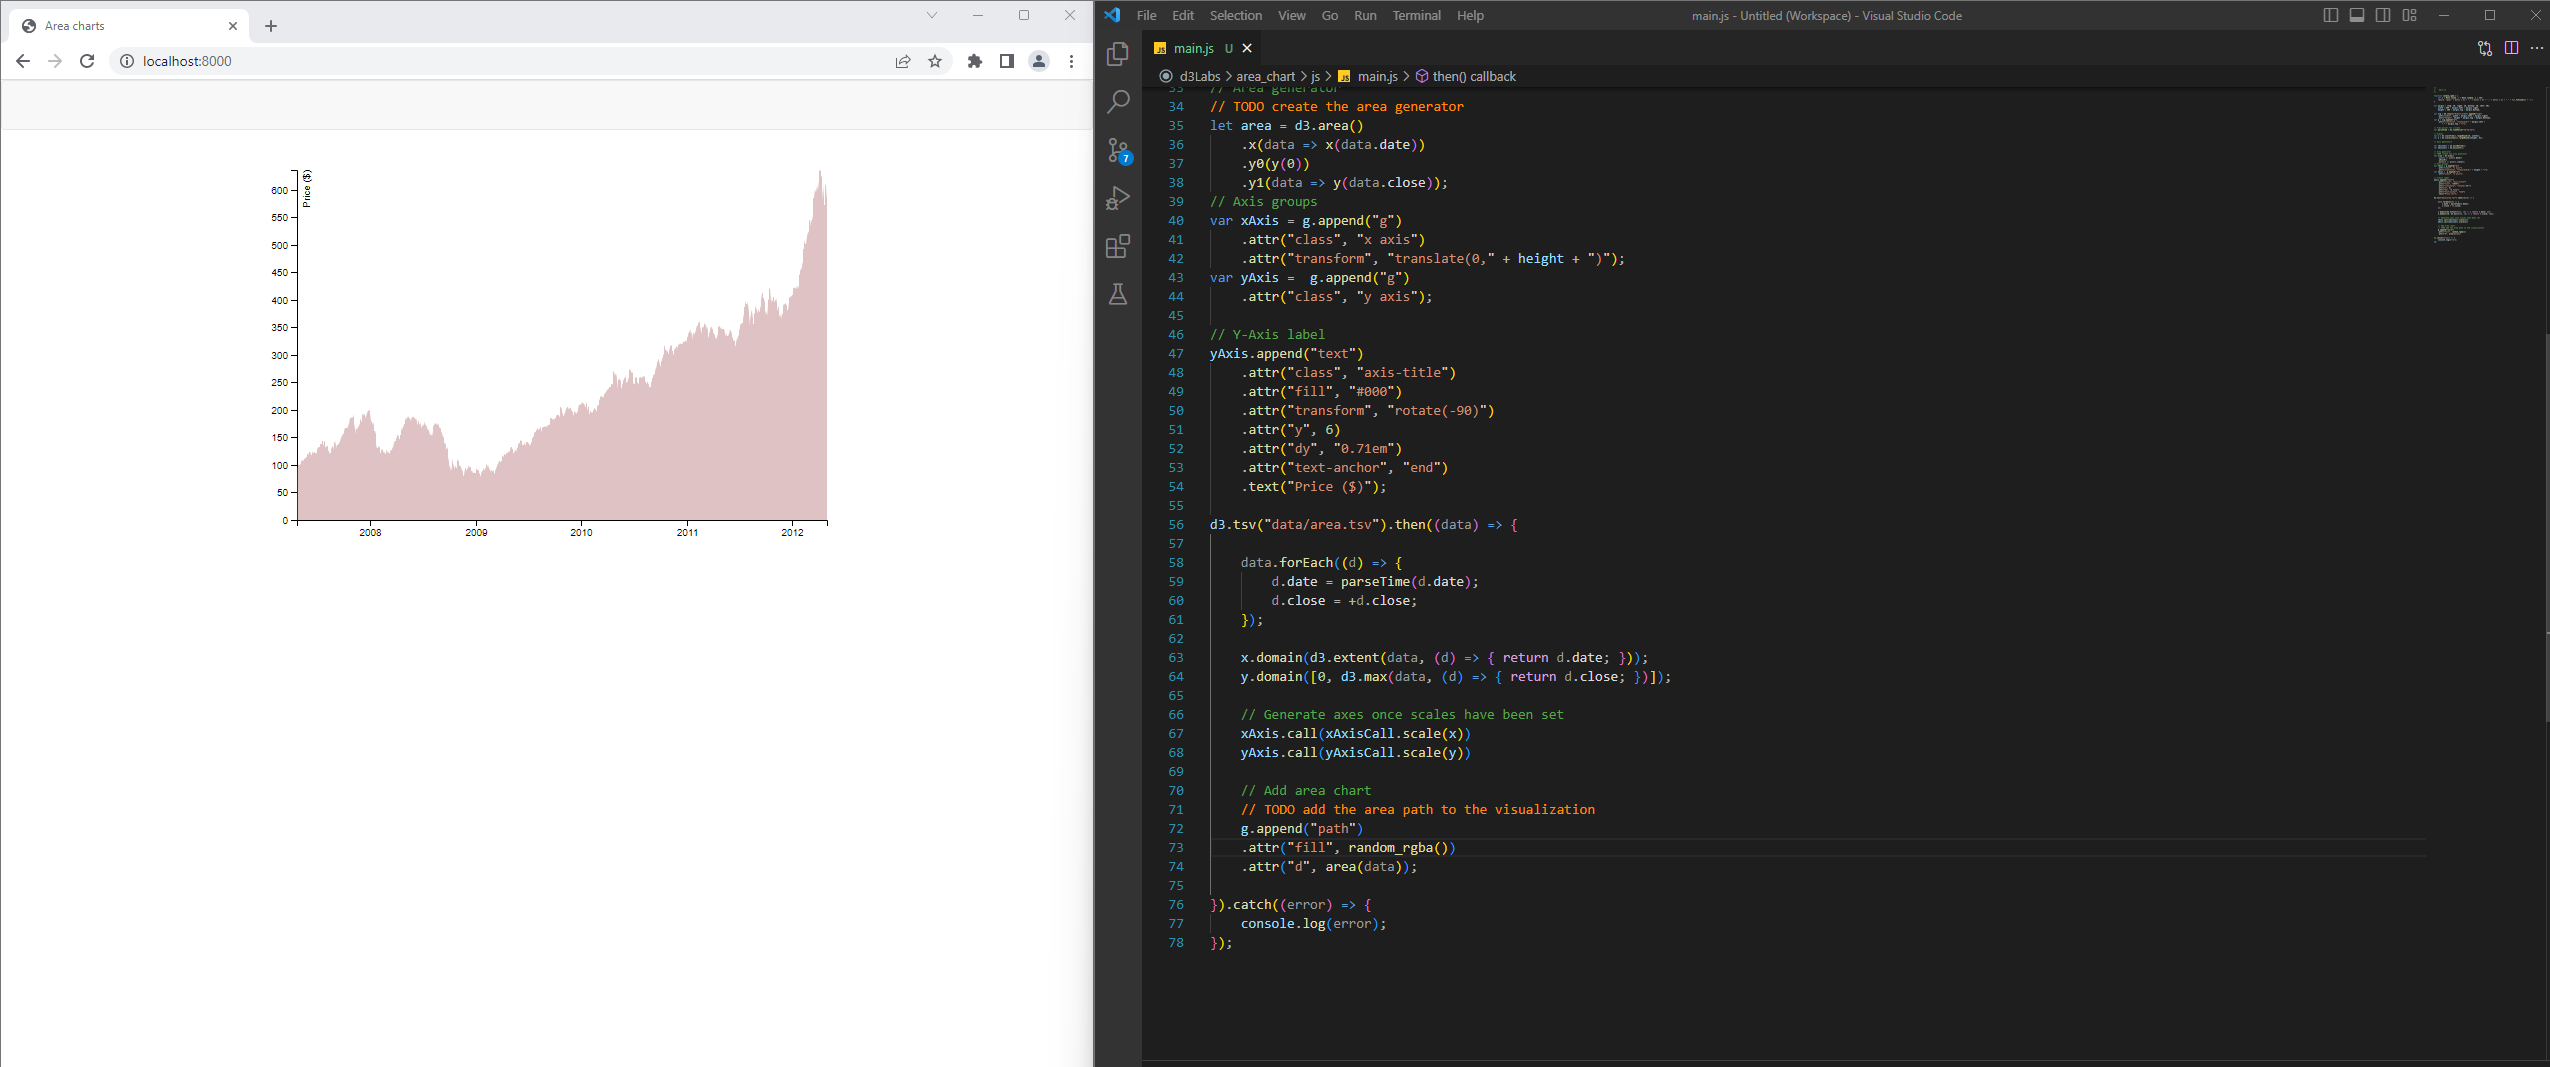 Area charts
localhost:8000
Price ($)
600
550
500
450
400
350
300
250
200
150
100
50
0
2008
2009
2010
2011
2012
File Edit Selection View Go Run Terminal Help
main.js - Untitled (Workspace) - Visual Studio Code
JS main.js U
d3Labs > area_chart > js > JS main.js > then() callback
7
33 // Area generator
34 // TODO create the area generator
35 let area = d3.area()
36     .x(data => x(data.date))
37     .y0(y(0))
38     .y1(data => y(data.close));
39 // Axis groups
40 var xAxis = g.append("g")
41     .attr("class", "x axis")
42     .attr("transform", "translate(0," + height + ")");
43 var yAxis =  g.append("g")
44     .attr("class", "y axis");
45
46 // Y-Axis label
47 yAxis.append("text")
48     .attr("class", "axis-title")
49     .attr("fill", "#000")
50     .attr("transform", "rotate(-90)")
51     .attr("y", 6)
52     .attr("dy", "0.71em")
53     .attr("text-anchor", "end")
54     .text("Price ($)");
55
56 d3.tsv("data/area.tsv").then((data) => {
57
58     data.forEach((d) => {
59         d.date = parseTime(d.date);
60         d.close = +d.close;
61     });
62
63     x.domain(d3.extent(data, (d) => { return d.date; }));
64     y.domain([0, d3.max(data, (d) => { return d.close; })]);
65
66     // Generate axes once scales have been set
67     xAxis.call(xAxisCall.scale(x))
68     yAxis.call(yAxisCall.scale(y))
69
70     // Add area chart
71     // TODO add the area path to the visualization
72     g.append("path")
73     .attr("fill", random_rgba())
74     .attr("d", area(data));
75
76 }).catch((error) => {
77     console.log(error);
78 });